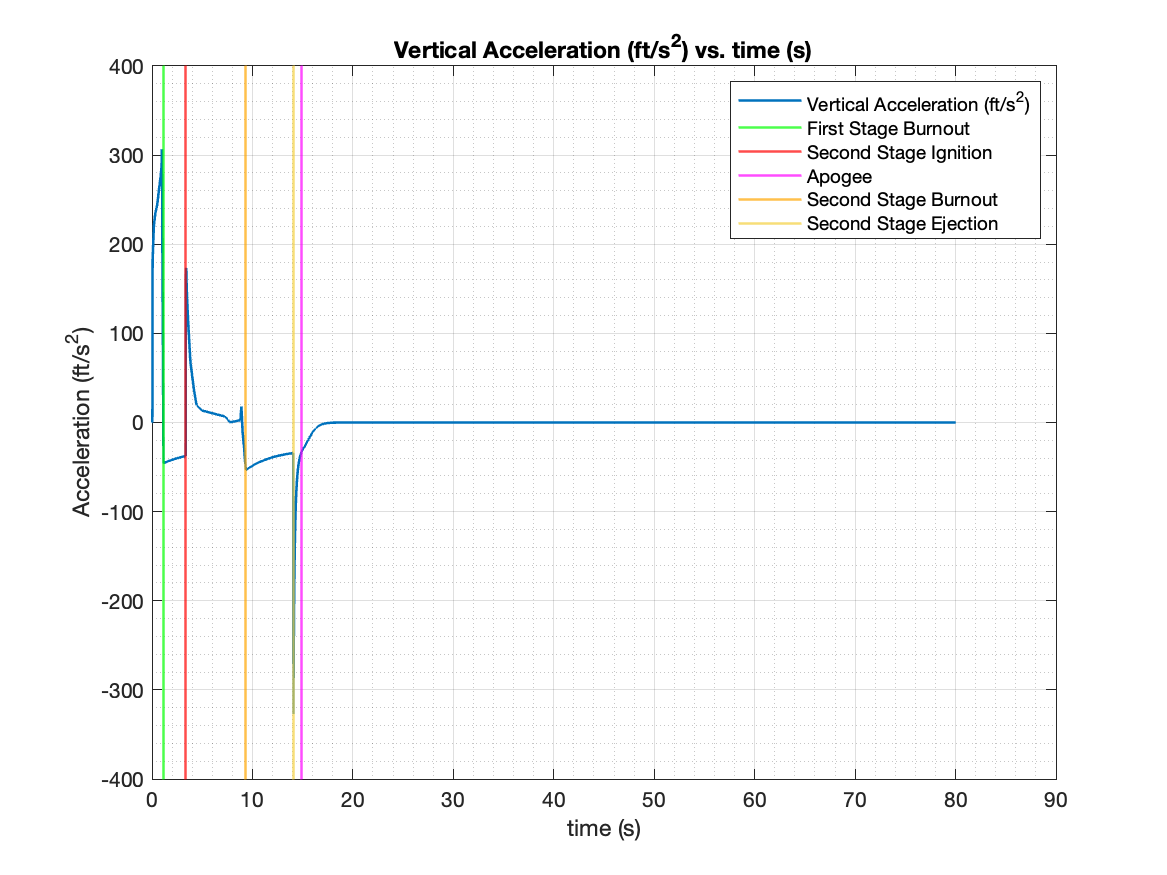 Vertical Acceleration (ft/s²) vs. time (s)
Vertical Acceleration (ft/s²)
First Stage Burnout
Second Stage Ignition
Apogee
Second Stage Burnout
Second Stage Ejection
Acceleration (ft/s²)
400
300
200
100
0
-100
-200
-300
-400
0 10 20 30 40 50 60 70 80 90
time (s)